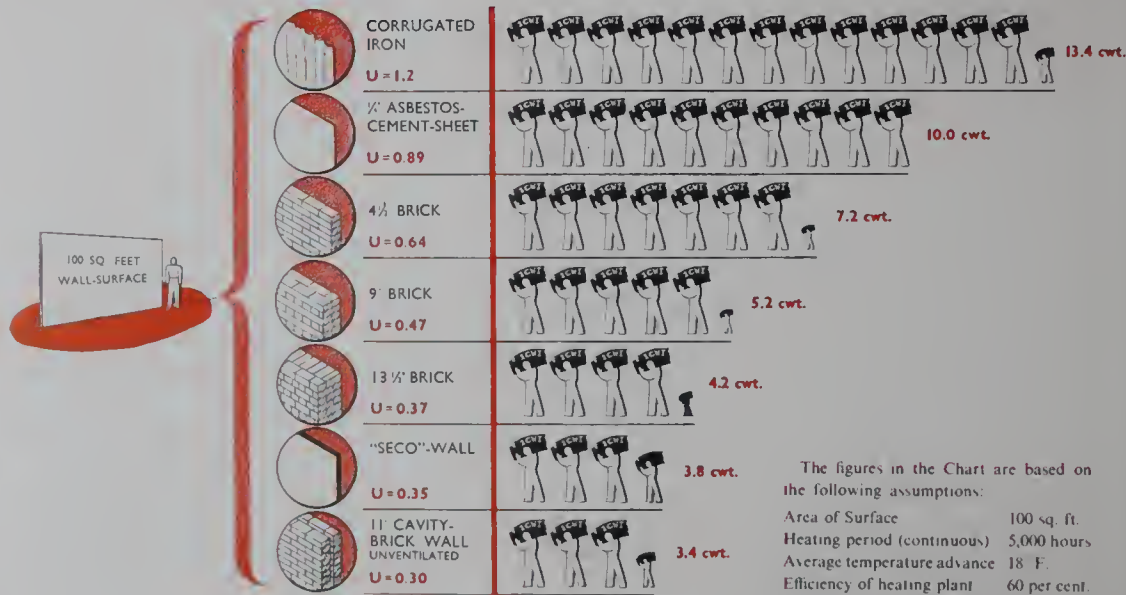 100 SQ FEET
WALL-SURFACE
CORRUGATED
IRON
U = 1.2
13.4 cwt.
¼" ASBESTOS-
CEMENT-SHEET
U = 0.89
10.0 cwt.
4½" BRICK
U = 0.64
7.2 cwt.
9" BRICK
U = 0.47
5.2 cwt.
13½" BRICK
U = 0.37
4.2 cwt.
"SECO"-WALL
U = 0.35
3.8 cwt.
11" CAVITY-
BRICK WALL
UNVENTILATED
U = 0.30
3.4 cwt.
The figures in the Chart are based on
the following assumptions:
Area of Surface 100 sq. ft.
Heating period (continuous) 5,000 hours
Average temperature advance 18° F.
Efficiency of heating plant 60 per cent.